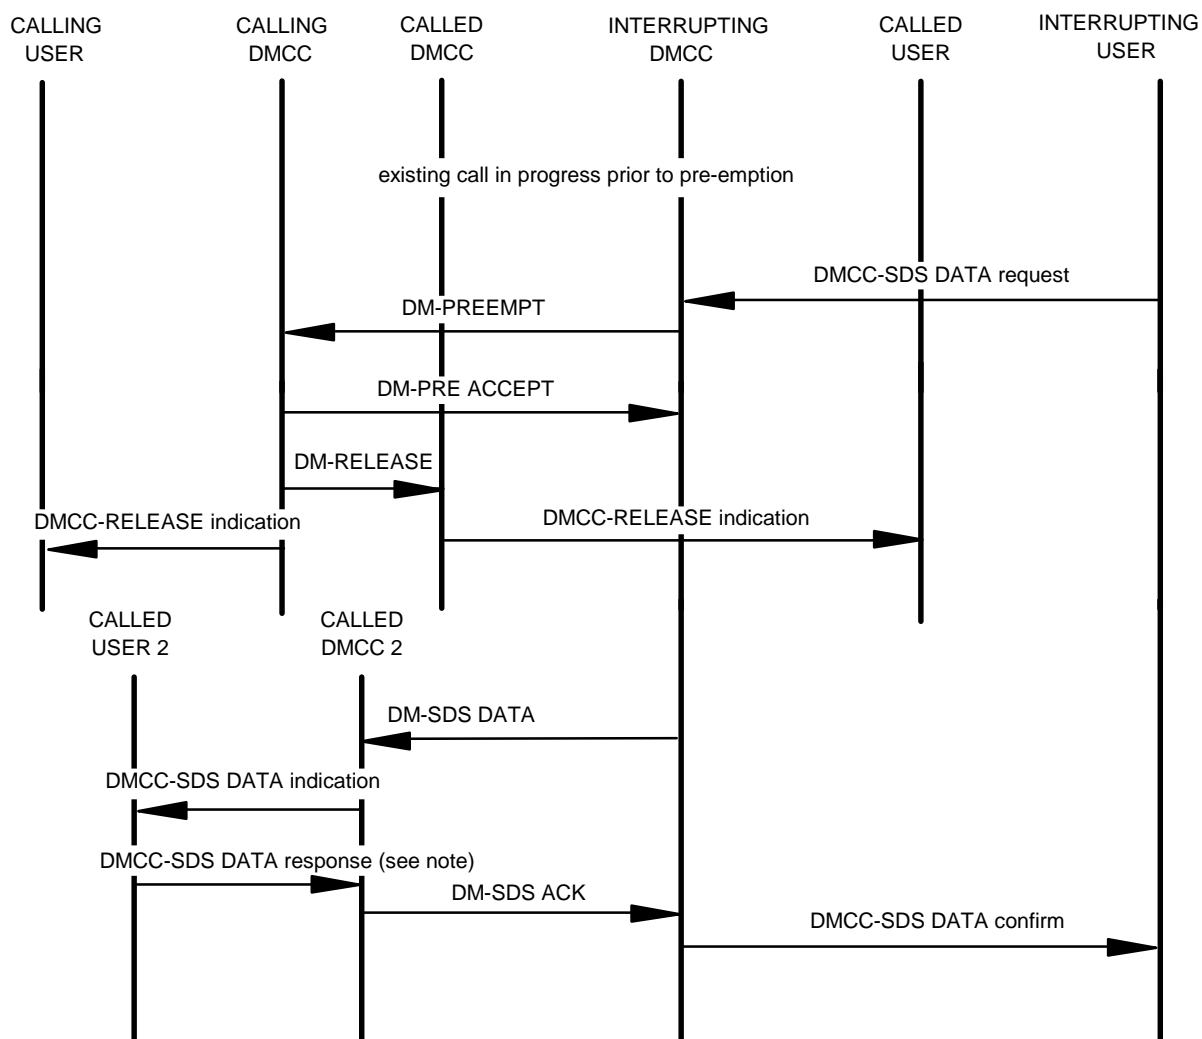 CALLING
USER
CALLING
DMCC
CALLED
DMCC
INTERRUPTING
DMCC
CALLED
USER
INTERRUPTING
USER
existing call in progress prior to pre-emption
DMCC-SDS DATA request
DM-PREEMPT
DM-PRE ACCEPT
DM-RELEASE
DMCC-RELEASE indication
DMCC-RELEASE indication
CALLED
USER 2
CALLED
DMCC 2
DM-SDS DATA
DMCC-SDS DATA indication
DMCC-SDS DATA response (see note)
DM-SDS ACK
DMCC-SDS DATA confirm